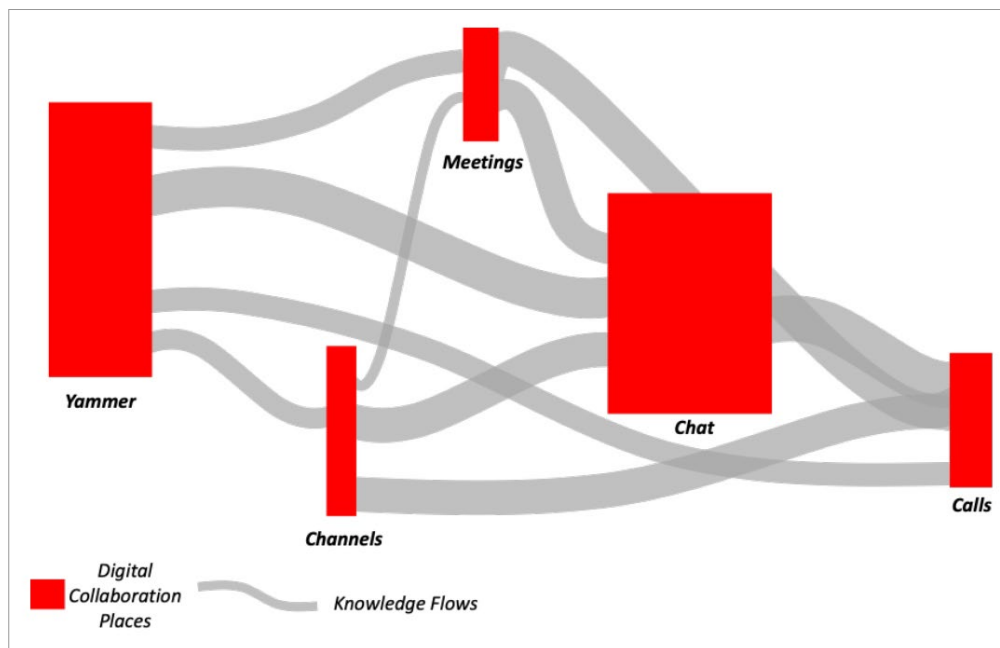 Meetings
Yammer
Chat
Channels
Calls
Digital
Collaboration
Places
Knowledge Flows